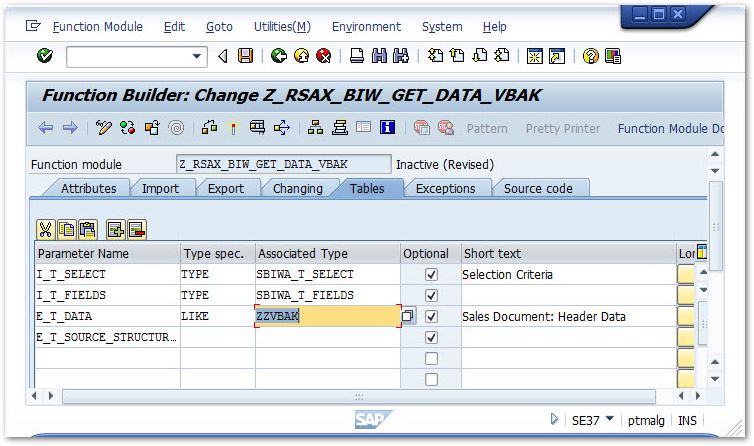 Function Module Edit Goto Utilities(M) Environment System Help
Function Builder: Change Z_RSAX_BIW_GET_DATA_VBAK
Pattern Pretty Printer Function Module Do
Function module Z_RSAX_BIW_GET_DATA_VBAK Inactive (Revised)
Attributes Import Export Changing Tables Exceptions Source code
Parameter Name Type spec. Associated Type Optional Short text Lon
I_T_SELECT TYPE SBIWA_T_SELECT Selection Criteria
I_T_FIELDS TYPE SBIWA_T_FIELDS
E_T_DATA LIKE ZZVBAK Sales Document: Header Data
E_T_SOURCE_STRUCTUR...
SAP SE37 ptmalg INS